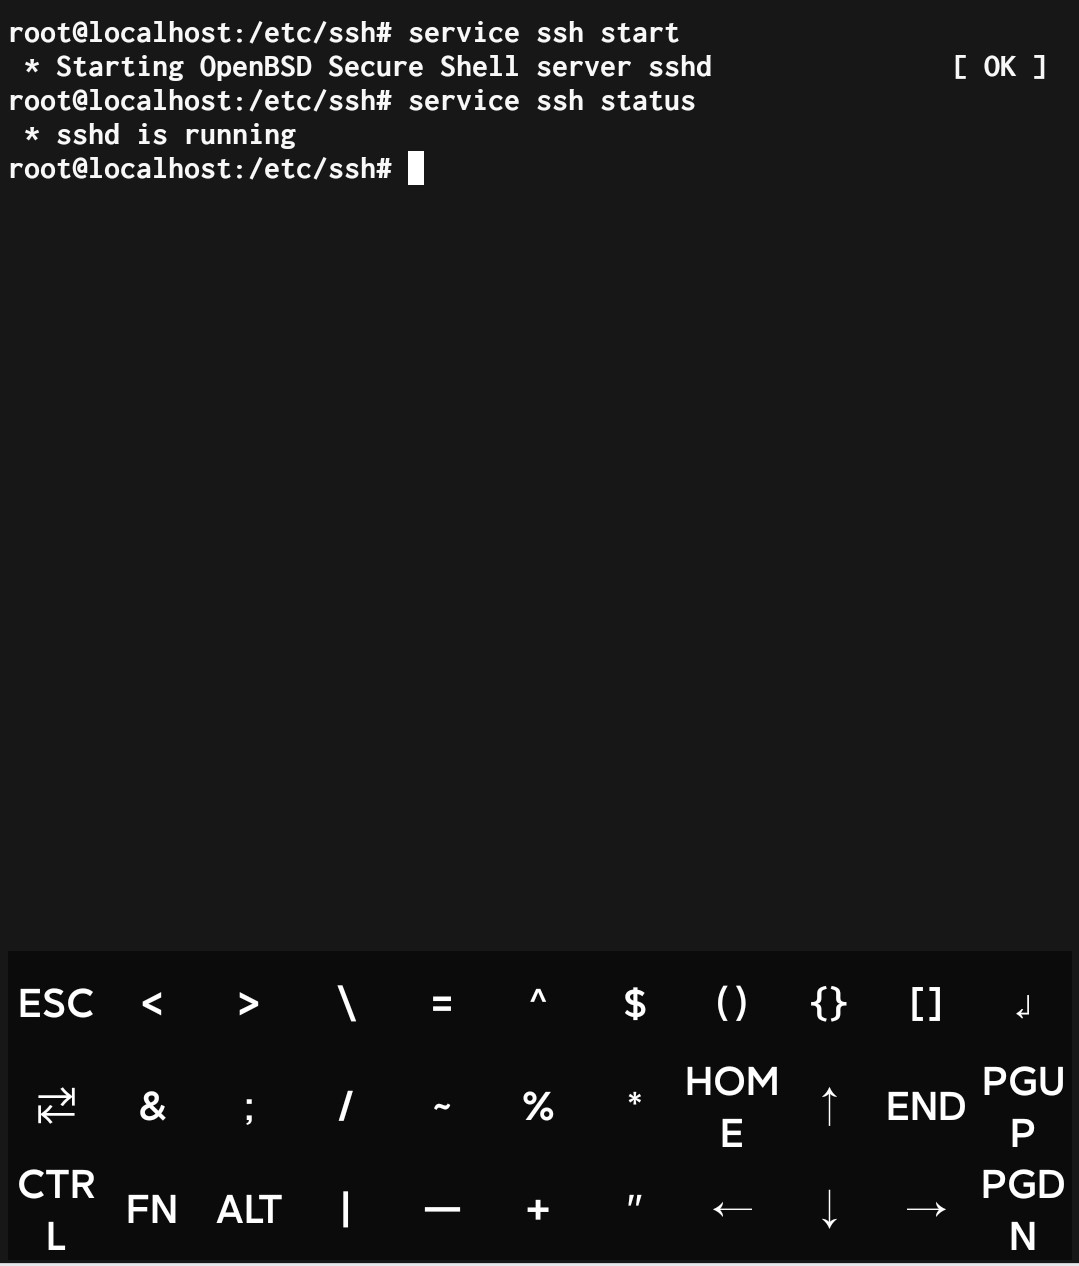 root@localhost:/etc/ssh# service ssh start
 * Starting OpenBSD Secure Shell server sshd               [ OK ]
root@localhost:/etc/ssh# service ssh status
 * sshd is running
root@localhost:/etc/ssh#
ESC < > \ = ^ $ () {} [] ↲
⇄ & ; / ~ % * HOME ↑ END PGUP
CTRL FN ALT | — + " ← ↓ → PGDN